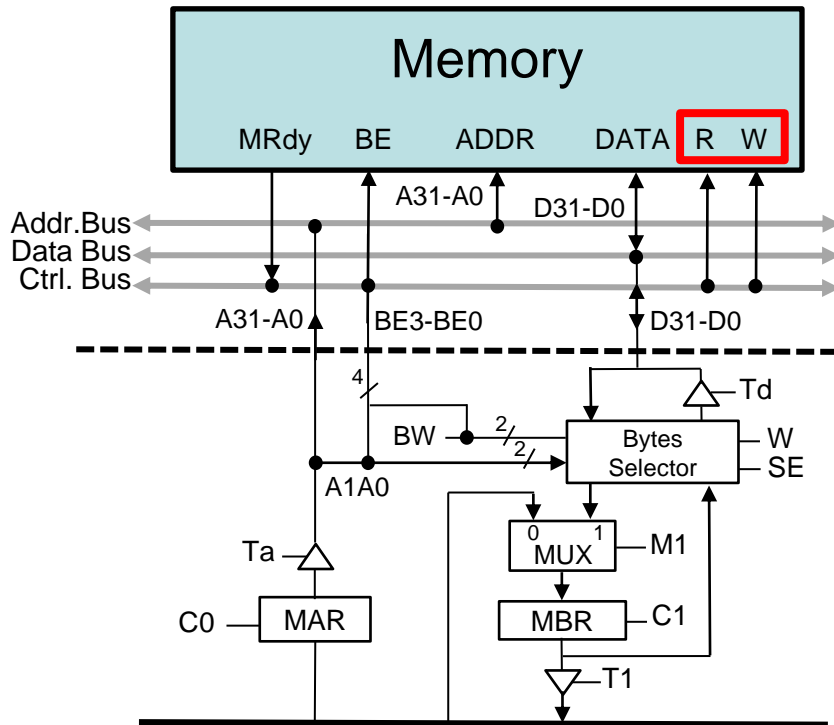 Memory
MRdy BE ADDR DATA R W
A31-A0
D31-D0
Addr.Bus
Data Bus
Ctrl. Bus
A31-A0 BE3-BE0 D31-D0
4
Td
BW 2
Bytes
Selector
W
2
SE
A1A0
0 1
MUX
M1
Ta
C0
MAR
MBR
C1
T1